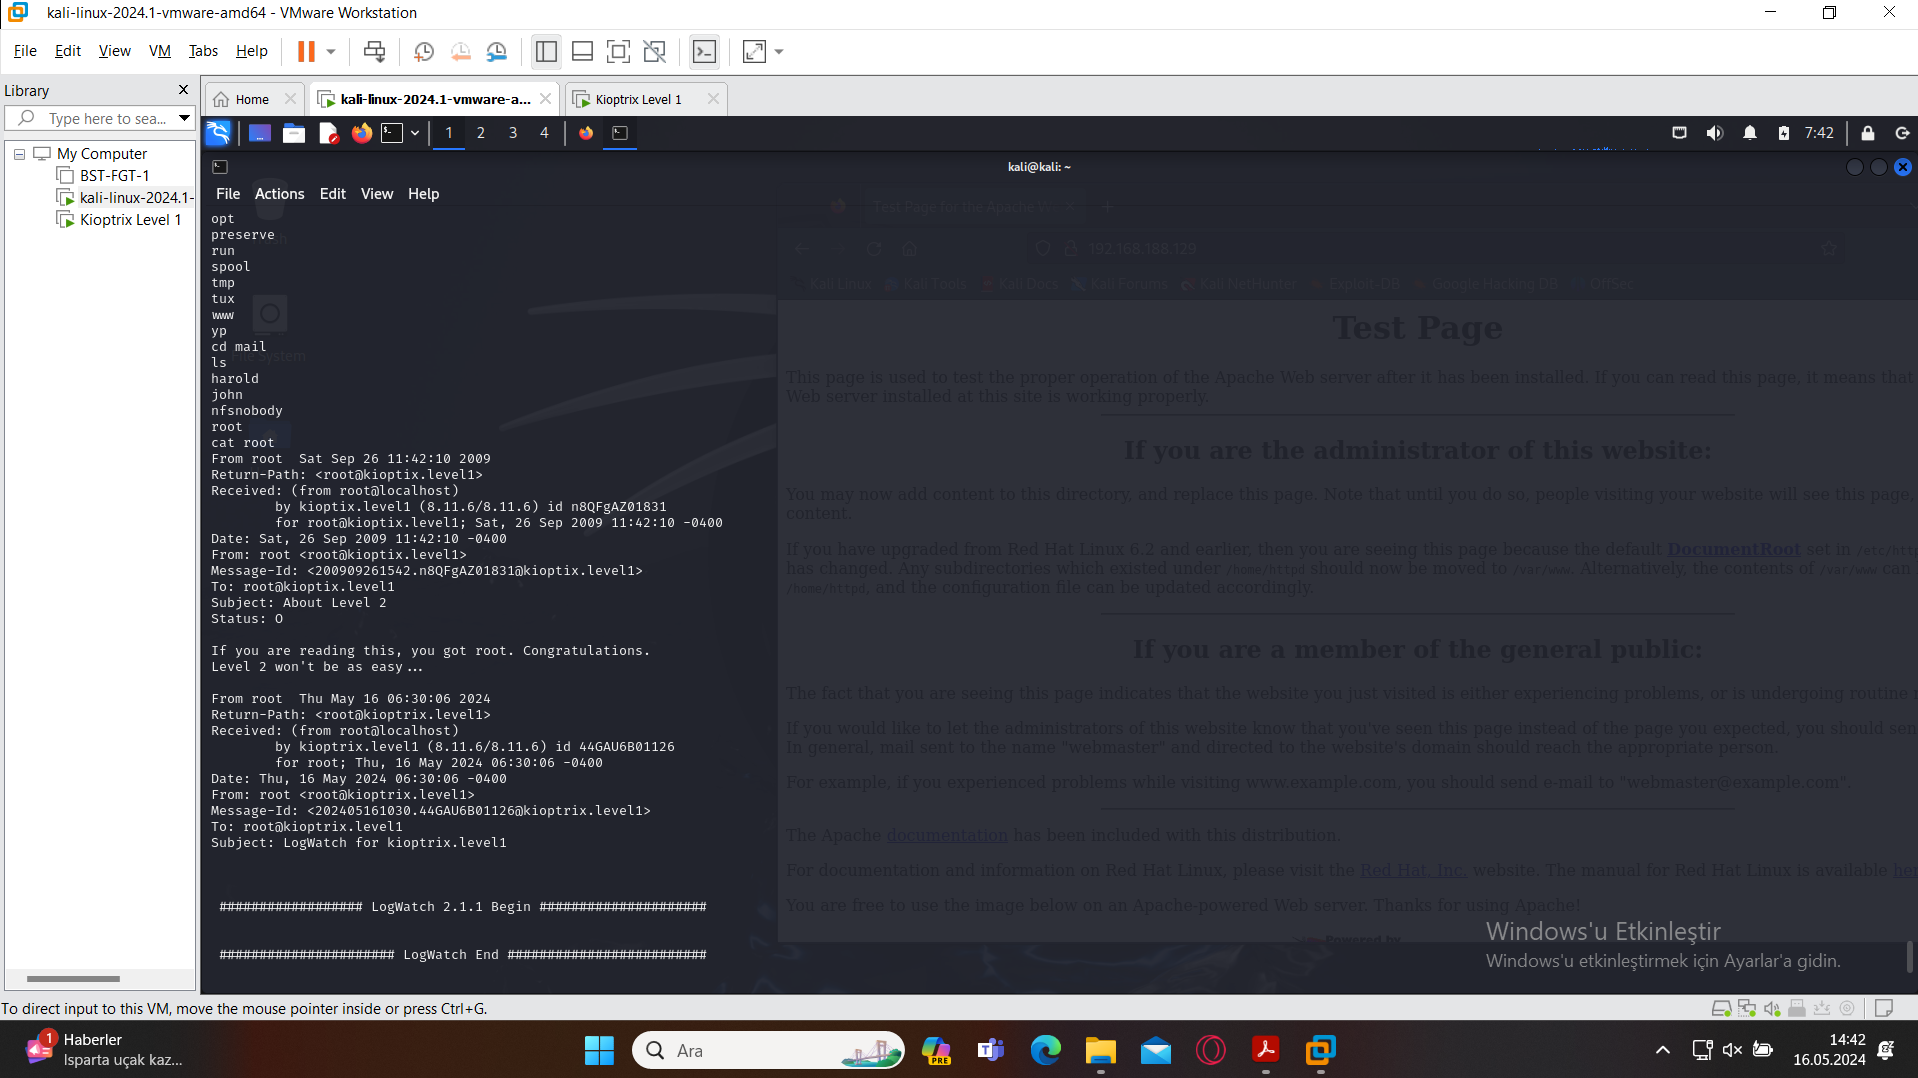 kali-linux-2024.1-vmware-amd64 - VMware Workstation
File Edit View VM Tabs Help
Library
Type here to sea...
My Computer
BST-FGT-1
kali-linux-2024.1-
Kioptrix Level 1
Home
kali-linux-2024.1-vmware-a...
Kioptrix Level 1
1 2 3 4
7:42
kali@kali: ~
File Actions Edit View Help
opt
preserve
run
spool
tmp
tux
www
yp
cd mail
ls
harold
john
nfsnobody
root
cat root
From root  Sat Sep 26 11:42:10 2009
Return-Path: <root@kioptix.level1>
Received: (from root@localhost)
        by kioptix.level1 (8.11.6/8.11.6) id n8QFgAZ01831
        for root@kioptix.level1; Sat, 26 Sep 2009 11:42:10 -0400
Date: Sat, 26 Sep 2009 11:42:10 -0400
From: root <root@kioptix.level1>
Message-Id: <200909261542.n8QFgAZ01831@kioptix.level1>
To: root@kioptix.level1
Subject: About Level 2
Status: O
If you are reading this, you got root. Congratulations.
Level 2 won't be as easy...
From root  Thu May 16 06:30:06 2024
Return-Path: <root@kioptrix.level1>
Received: (from root@localhost)
        by kioptrix.level1 (8.11.6/8.11.6) id 44GAU6B01126
        for root; Thu, 16 May 2024 06:30:06 -0400
Date: Thu, 16 May 2024 06:30:06 -0400
From: root <root@kioptrix.level1>
Message-Id: <202405161030.44GAU6B01126@kioptrix.level1>
To: root@kioptrix.level1
Subject: LogWatch for kioptrix.level1
################## LogWatch 2.1.1 Begin #####################
###################### LogWatch End #########################
File System
Test Page for the Apache
192.168.188.129
Kali Linux Kali Tools Kali Docs Kali Forums Kali NetHunter Exploit-DB Google Hacking DB OffSec
Test Page
This page is used to test the proper operation of the Apache Web server after it has been installed. If you can read this page, it means that
Web server installed at this site is working properly.
If you are the administrator of this website:
You may now add content to this directory, and replace this page. Note that until you do so, people visiting your website will see this page,
content.
If you have upgraded from Red Hat Linux 6.2 and earlier, then you are seeing this page because the default DocumentRoot set in /etc/http
has changed. Any subdirectories which existed under /home/httpd should now be moved to /var/www. Alternatively, the contents of /var/www can
/home/httpd, and the configuration file can be updated accordingly.
If you are a member of the general public:
The fact that you are seeing this page indicates that the website you just visited is either experiencing problems, or is undergoing routine
If you would like to let the administrators of this website know that you've seen this page instead of the page you expected, you should sen
In general, mail sent to the name "webmaster" and directed to the website's domain should reach the appropriate person.
For example, if you experienced problems while visiting www.example.com, you should send e-mail to "webmaster@example.com".
The Apache documentation has been included with this distribution.
For documentation and information on Red Hat Linux, please visit the Red Hat, Inc. website. The manual for Red Hat Linux is available her
You are free to use the image below on an Apache-powered Web server. Thanks for using Apache!
Powered by
Windows'u Etkinleştir
Windows'u etkinleştirmek için Ayarlar'a gidin.
To direct input to this VM, move the mouse pointer inside or press Ctrl+G.
1
Haberler
Isparta uçak kaz...
Ara
PRE
14:42
16.05.2024